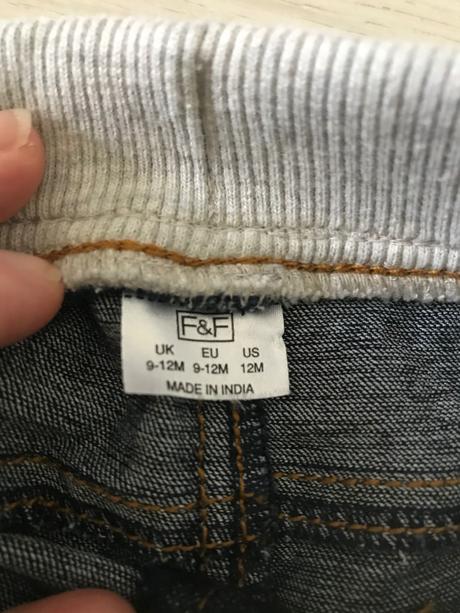 F&F
UK EU US
9-12M 9-12M 12M
MADE IN INDIA